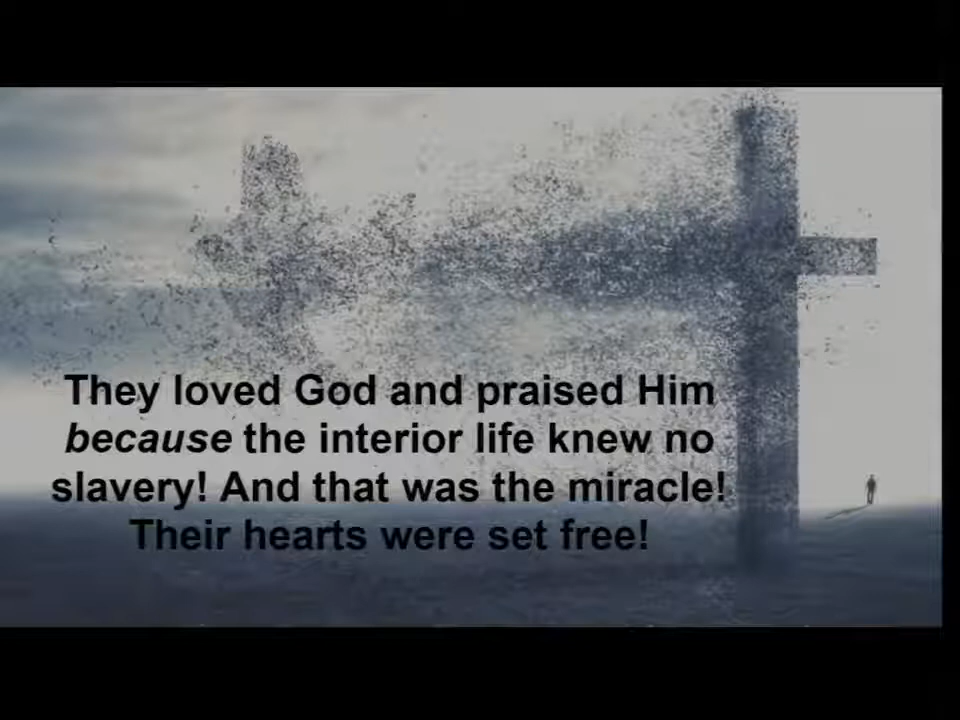 They loved God and praised Him
because the interior life knew no
slavery! And that was the miracle!
Their hearts were set free!